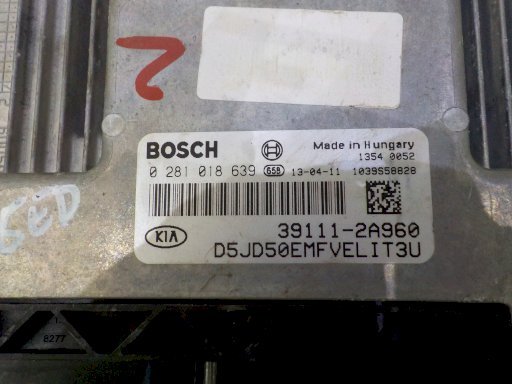 2
BOSCH Made in Hungary
1354 0052
0 281 018 639 658 13-04-11 1039S58828
39111-2A960
KIA D5JD50EMFVELIT3U
8277